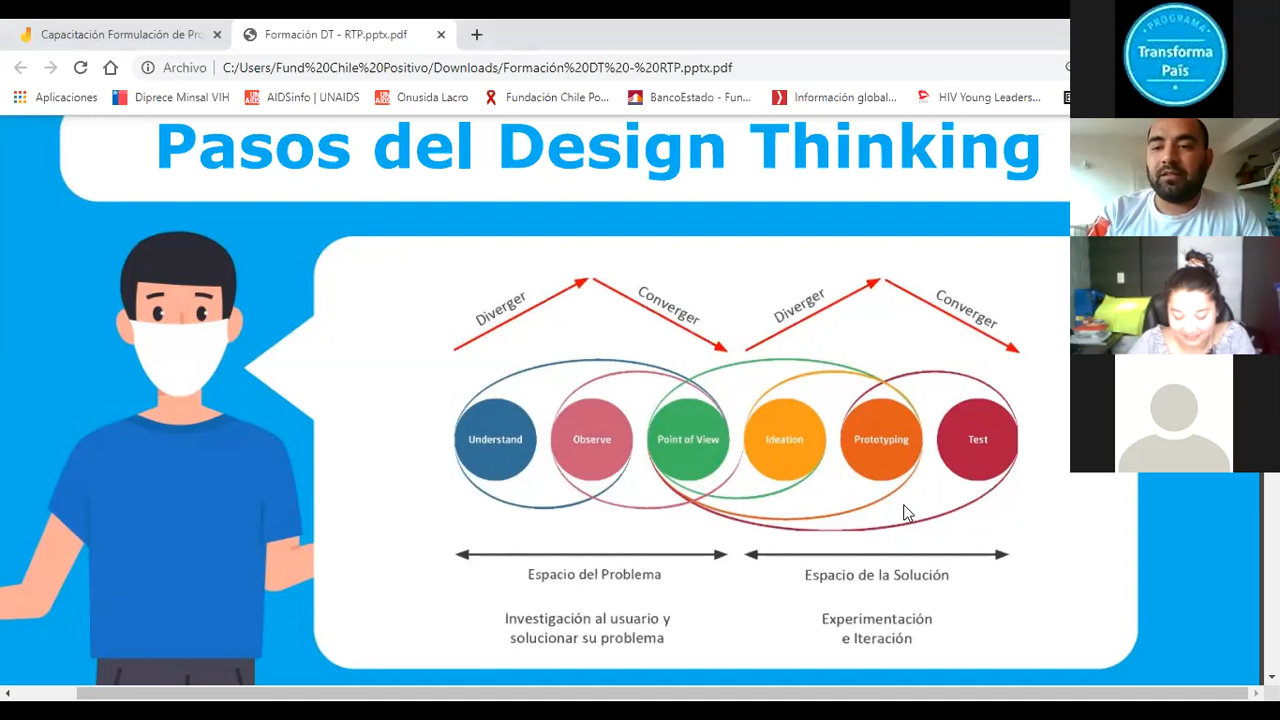 Capacitación Formulación de Pro
Formación DT - RTP.pptx.pdf
Archivo
C:/Users/Fund%20Chile%20Positivo/Downloads/Formación%20DT%20-%20RTP.pptx.pdf
Aplicaciones
Diprece Minsal VIH
AIDSinfo | UNAIDS
Onusida Lacro
Fundación Chile Po...
BancoEstado - Fun...
Información global...
HIV Young Leaders...
PROGRAMA
Transforma
País
Pasos del Design Thinking
Diverger
Converger
Diverger
Converger
Understand
Observe
Point of View
Ideation
Prototyping
Test
Espacio del Problema
Espacio de la Solución
Investigación al usuario y
solucionar su problema
Experimentación
e Iteración